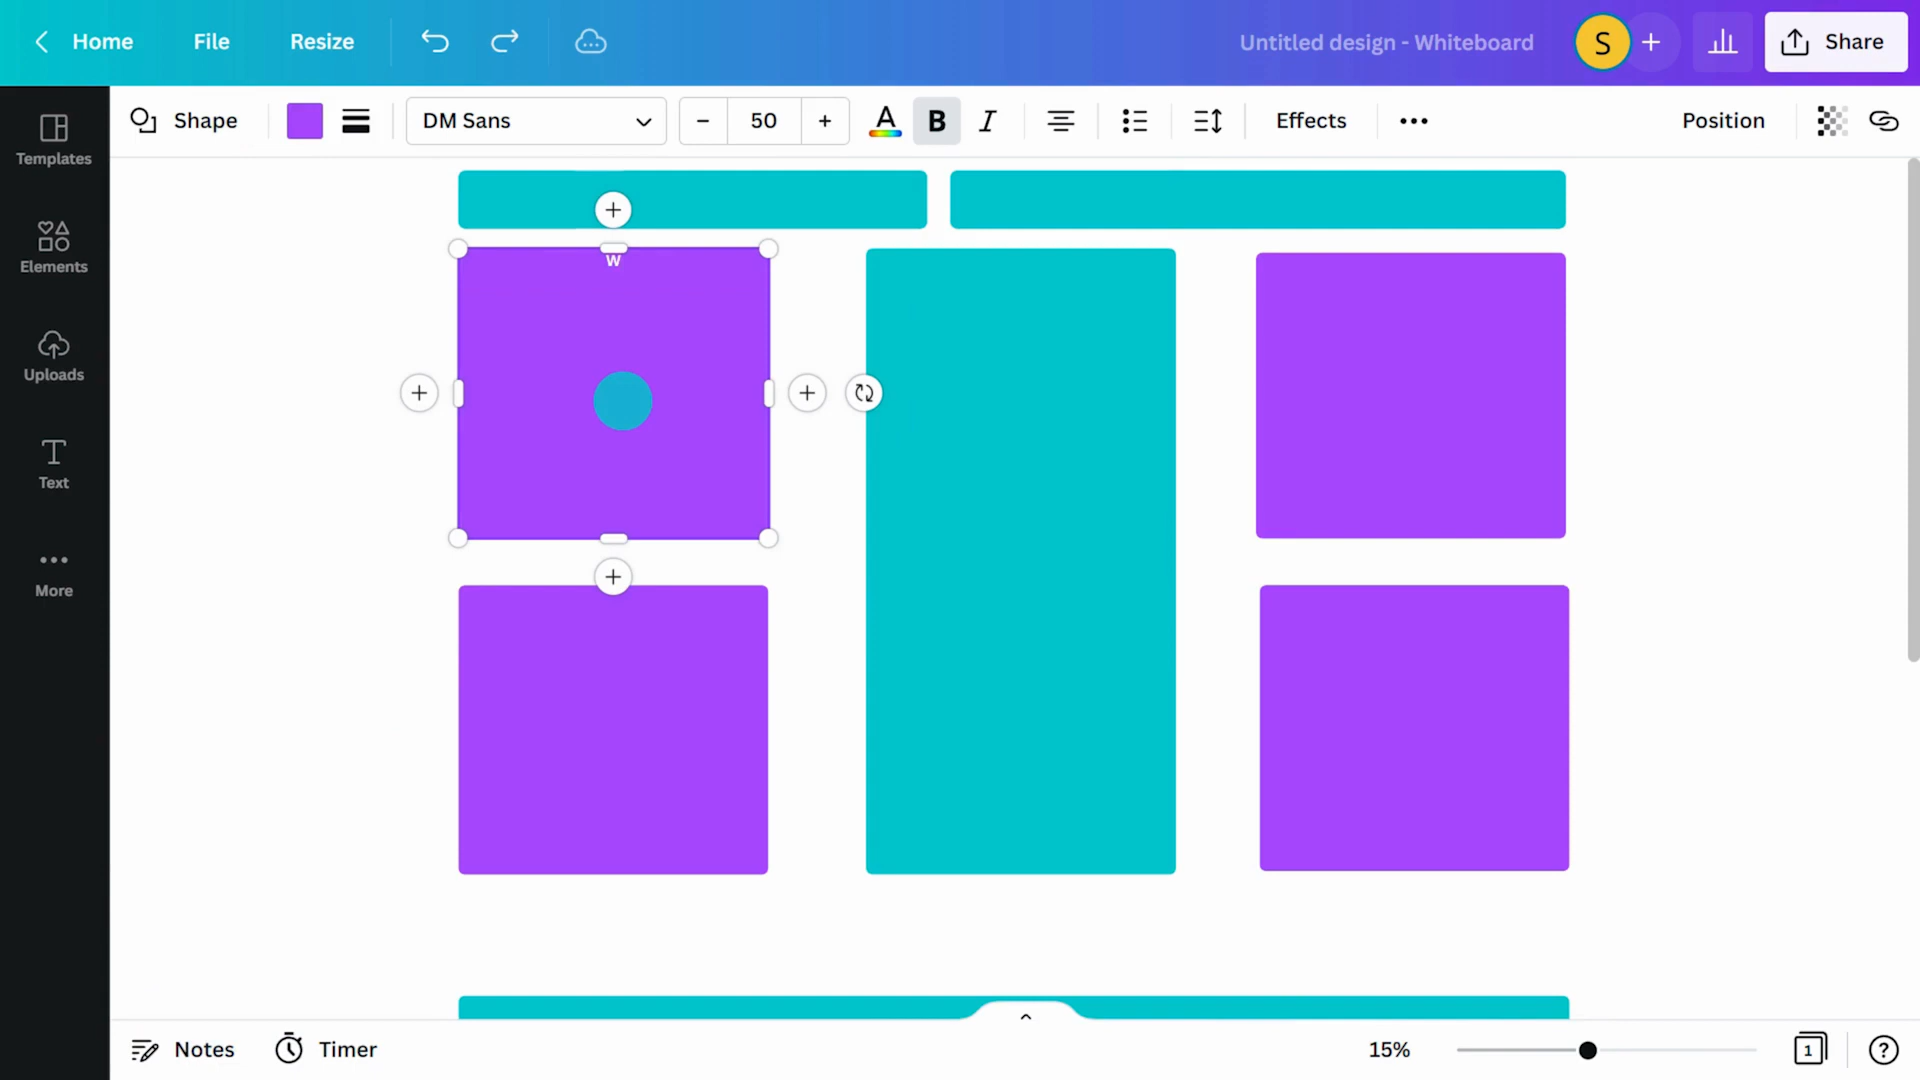 Home File Resize Untitled design - Whiteboard S Share
Shape DM Sans 50 A B I Effects Position
Templates
Elements
Uploads
Text
More
W
Notes Timer 15% 1 ?